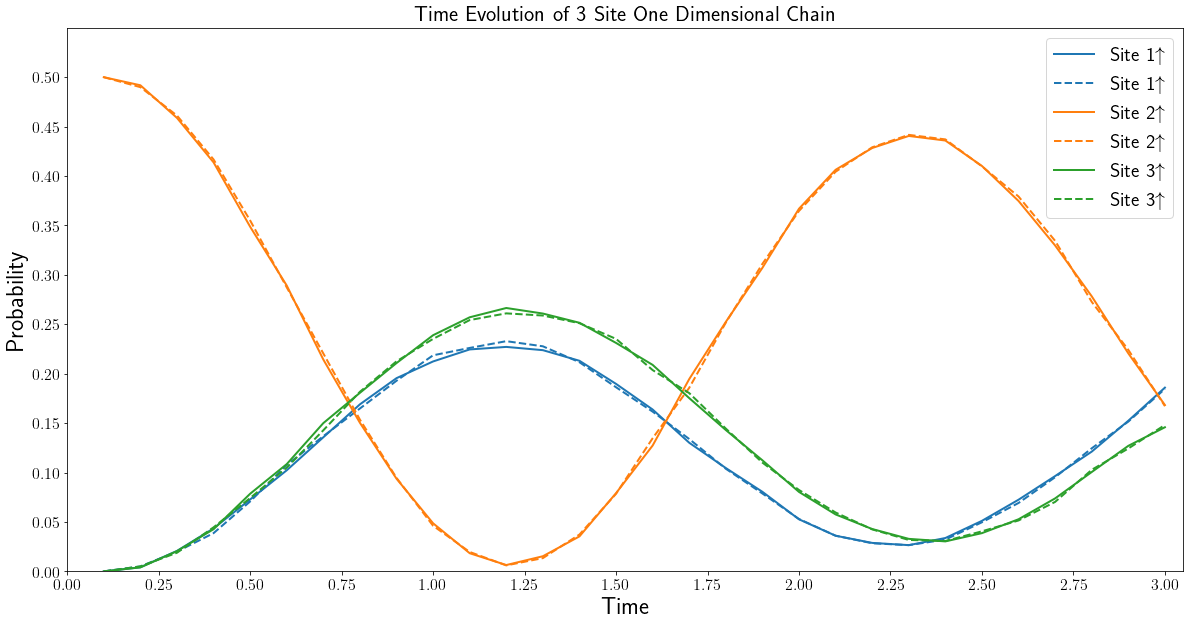 Time Evolution of 3 Site One Dimensional Chain
Probability
0.50
0.45
0.40
0.35
0.30
0.25
0.20
0.15
0.10
0.05
0.00
Site 1↑
Site 1↑
Site 2↑
Site 2↑
Site 3↑
Site 3↑
0.00 0.25 0.50 0.75 1.00 1.25 1.50 1.75 2.00 2.25 2.50 2.75 3.00
Time